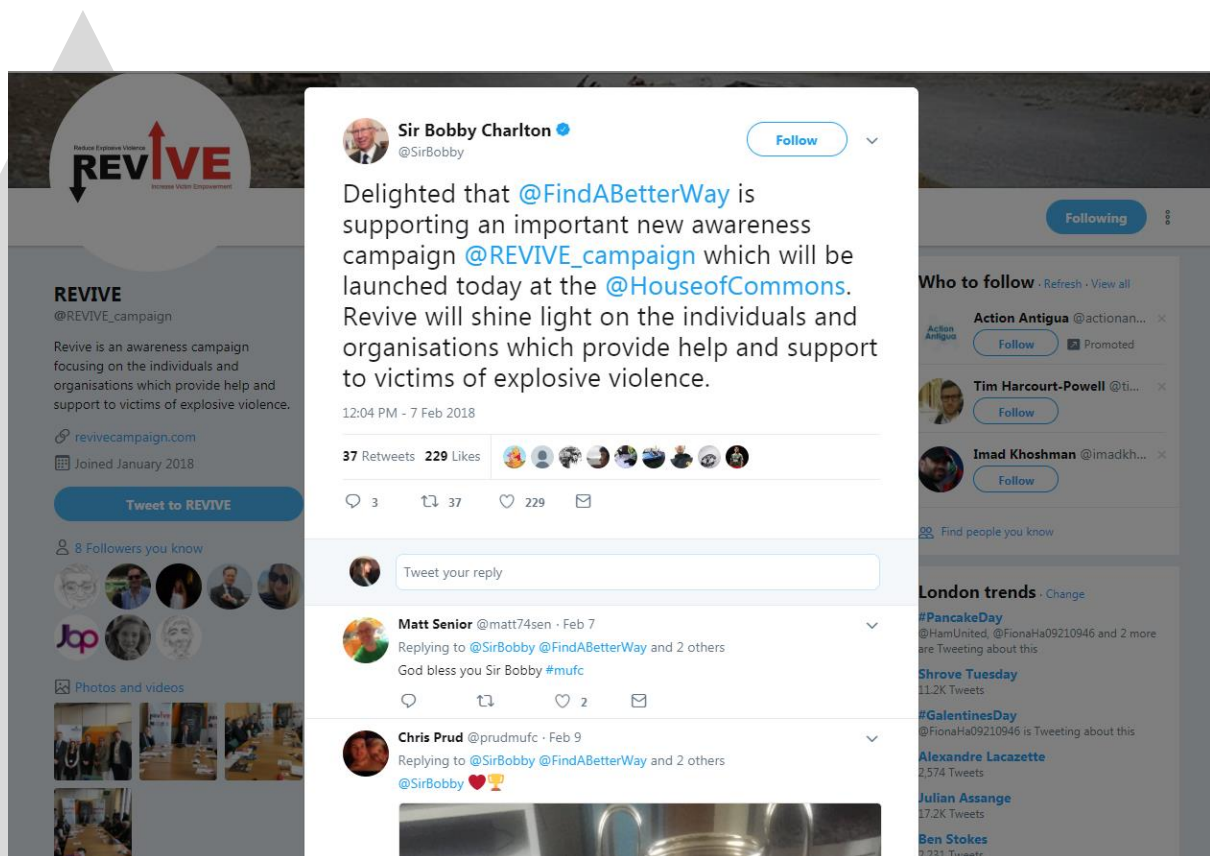 Reduce Explosive Violence
REVIVE
Increase Victim Empowerment
REVIVE
@REVIVE_campaign
Revive is an awareness campaign
focusing on the individuals and
organisations which provide help and
support to victims of explosive violence.
revivecampaign.com
Joined January 2018
Tweet to REVIVE
8 Followers you know
Jop
Photos and videos
Sir Bobby Charlton
@SirBobby
Follow
Delighted that @FindABetterWay is
supporting an important new awareness
campaign @REVIVE_campaign which will be
launched today at the @HouseofCommons.
Revive will shine light on the individuals and
organisations which provide help and support
to victims of explosive violence.
12:04 PM - 7 Feb 2018
37 Retweets 229 Likes
3 37 229
Tweet your reply
Matt Senior @matt74sen · Feb 7
Replying to @SirBobby @FindABetterWay and 2 others
God bless you Sir Bobby #mufc
2
Chris Prud @prudmufc · Feb 9
Replying to @SirBobby @FindABetterWay and 2 others
@SirBobby ❤️🏆
Following
Who to follow · Refresh · View all
Action Antigua @actionan...
Action
Antigua
Follow Promoted
Tim Harcourt-Powell @ti...
Follow
Imad Khoshman @imadkh...
Follow
Find people you know
London trends · Change
#PancakeDay
@HamUnited, @FionaHa09210946 and 2 more
are Tweeting about this
Shrove Tuesday
11.2K Tweets
#GalentinesDay
@FionaHa09210946 is Tweeting about this
Alexandre Lacazette
2,574 Tweets
Julian Assange
17.2K Tweets
Ben Stokes
2,231 Tweets